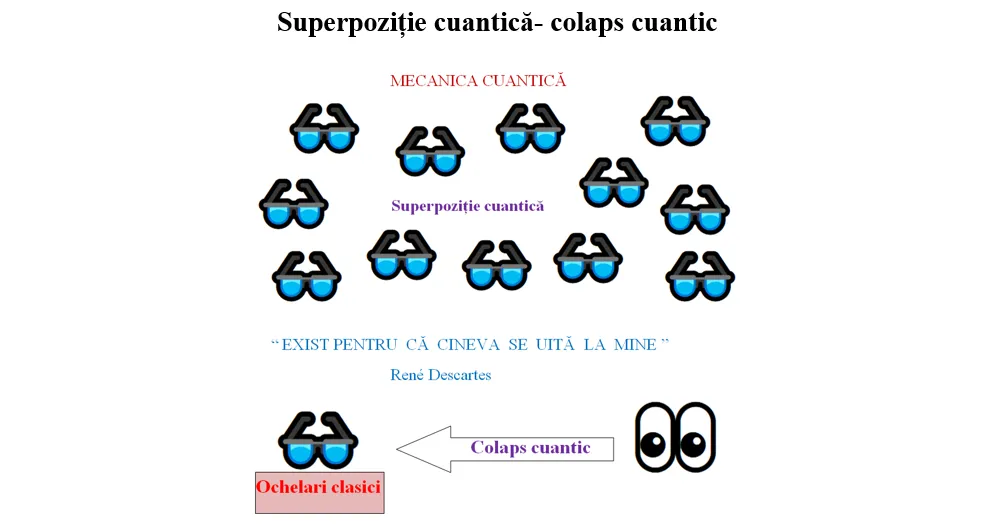 Superpoziție cuantică- colaps cuantic
MECANICA CUANTICĂ
Superpoziție cuantică
“ EXIST PENTRU CĂ CINEVA SE UITĂ LA MINE ”
René Descartes
Colaps cuantic
Ochelari clasici